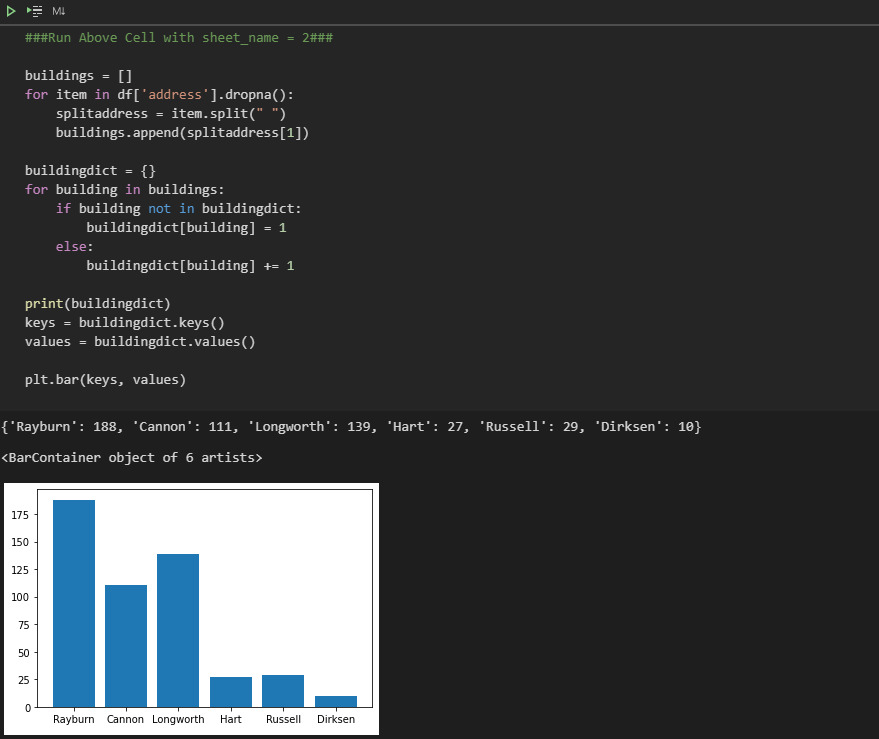 M↓
###Run Above Cell with sheet_name = 2###
buildings = []
for item in df['address'].dropna():
    splitaddress = item.split(" ")
    buildings.append(splitaddress[1])
buildingdict = {}
for building in buildings:
    if building not in buildingdict:
        buildingdict[building] = 1
    else:
        buildingdict[building] += 1
print(buildingdict)
keys = buildingdict.keys()
values = buildingdict.values()
plt.bar(keys, values)
{'Rayburn': 188, 'Cannon': 111, 'Longworth': 139, 'Hart': 27, 'Russell': 29, 'Dirksen': 10}
<BarContainer object of 6 artists>
175
150
125
100
75
50
25
0
Rayburn Cannon Longworth Hart Russell Dirksen